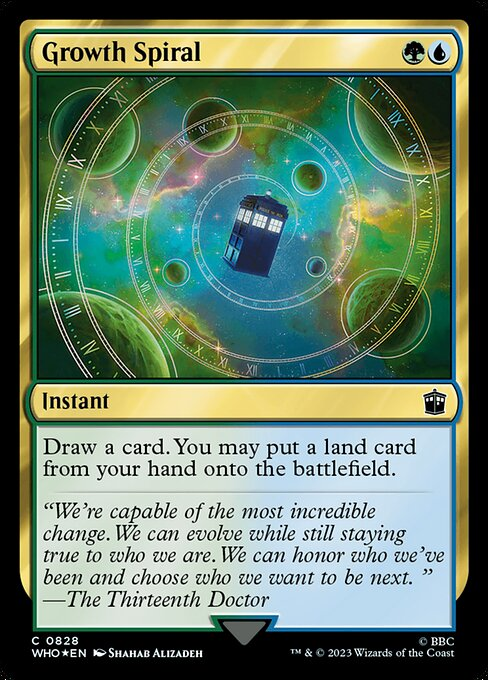 Growth Spiral
Instant
Draw a card. You may put a land card
from your hand onto the battlefield.
“We’re capable of the most incredible
change. We can evolve while still staying
true to who we are. We can honor who we’ve
been and choose who we want to be next. ”
—The Thirteenth Doctor
C 0828
WHO★EN Shahab Alizadeh
© BBC
™ & © 2023 Wizards of the Coast